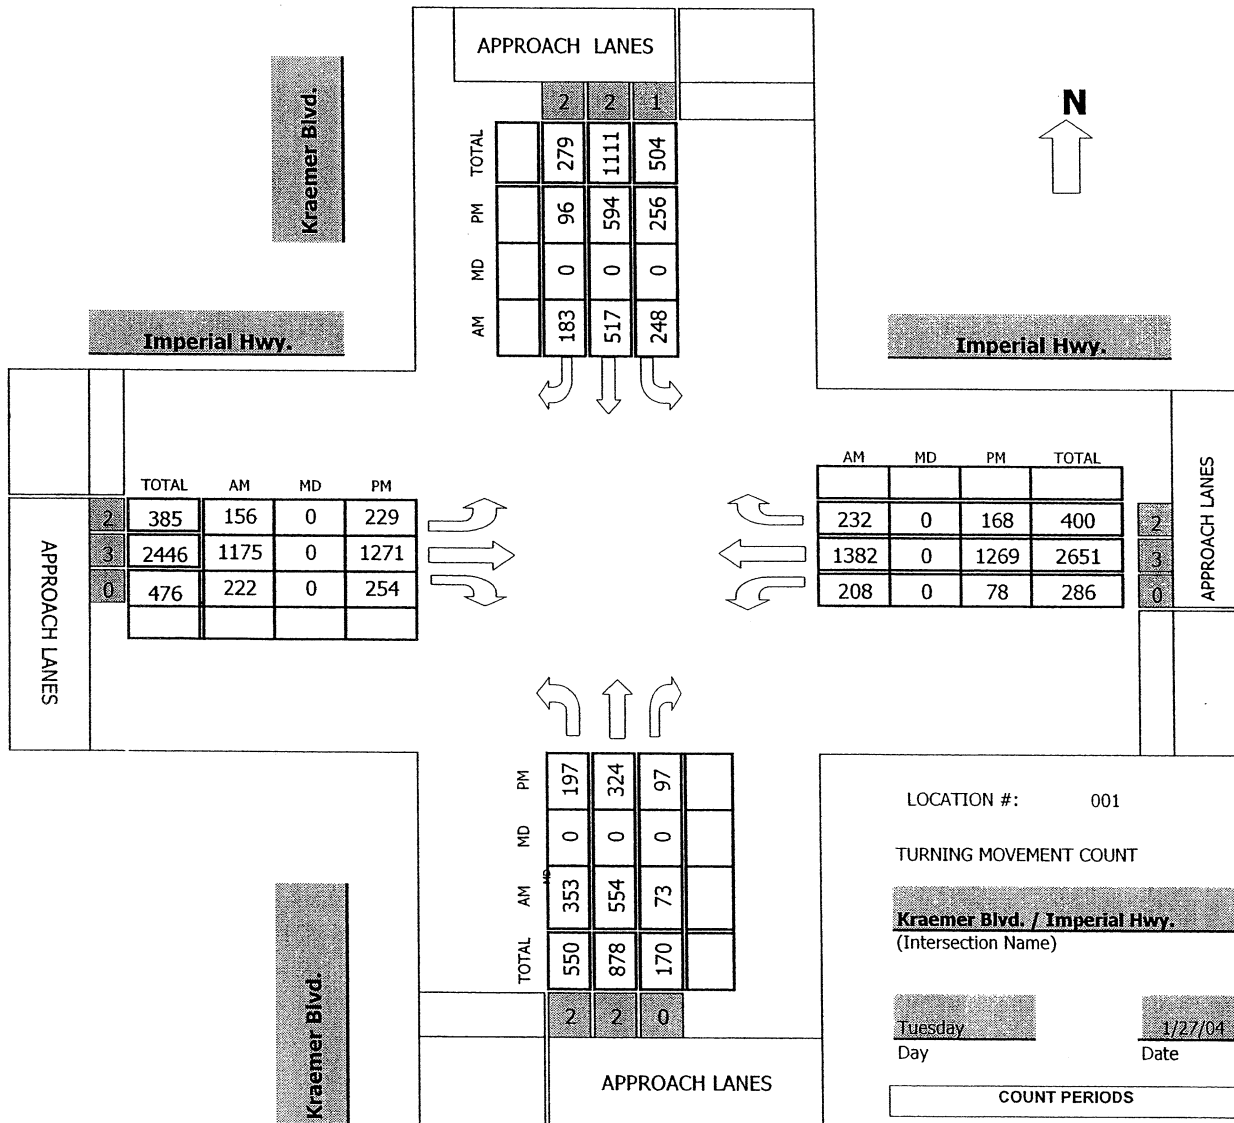 APPROACH LANES
2 2 1
Kraemer Blvd.
N
TOTAL 279 1111 504
PM 96 594 256
MD 0 0 0
AM 183 517 248
Imperial Hwy.
Imperial Hwy.
TOTAL AM MD PM
2 385 156 0 229
3 2446 1175 0 1271
0 476 222 0 254
APPROACH LANES
AM MD PM TOTAL
232 0 168 400 2
1382 0 1269 2651 3
208 0 78 286 0
APPROACH LANES
PM 197 324 97
MD 0 0 0
MD
AM 353 554 73
TOTAL 550 878 170
2 2 0
APPROACH LANES
Kraemer Blvd.
LOCATION #: 001
TURNING MOVEMENT COUNT
Kraemer Blvd. / Imperial Hwy.
(Intersection Name)
Tuesday 1/27/04
Day Date
COUNT PERIODS